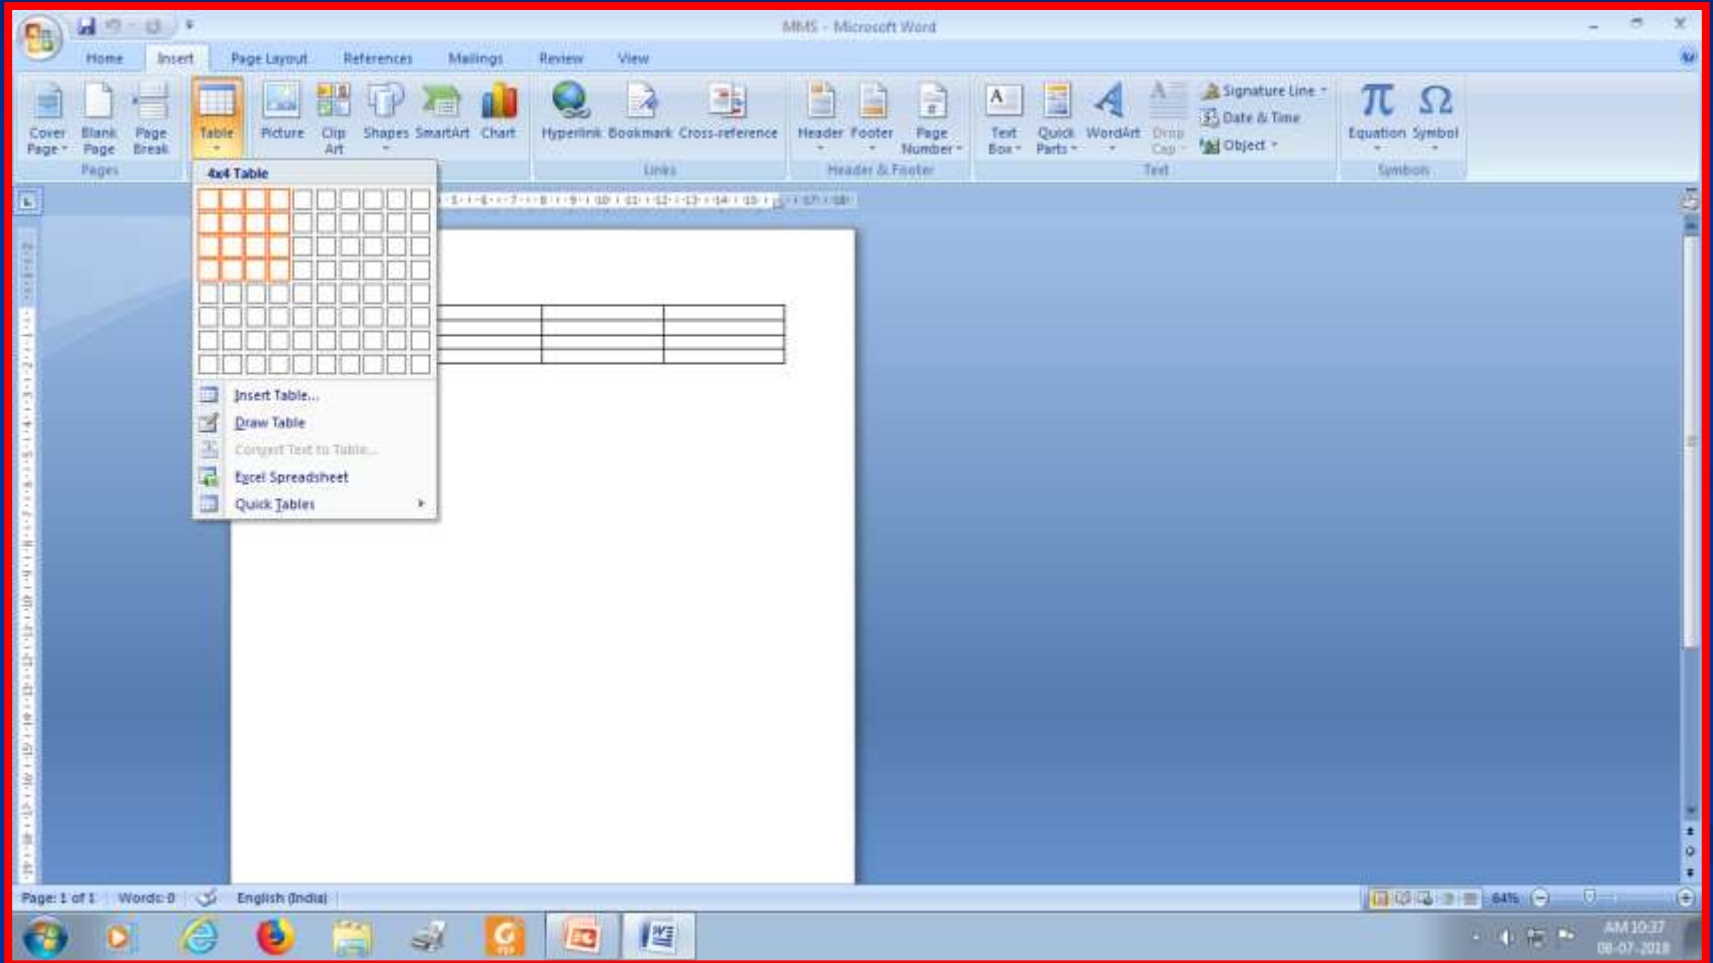 MMS - Microsoft Word
Home Insert Page Layout References Mailings Review View
Cover Page Blank Page Page Break
Table
Picture Clip Art Shapes SmartArt Chart
Hyperlink Bookmark Cross-reference
Header Footer Page Number
A Text Box Quick Parts WordArt Drop Cap
Signature Line
Date & Time
Object
π Equation Ω Symbol
Pages Links Header & Footer Text Symbols
4x4 Table
Insert Table...
Draw Table
Convert Text to Table...
Excel Spreadsheet
Quick Tables
Page: 1 of 1 Words: 0 English (India) 64%
AM 10:37
08-07-2018